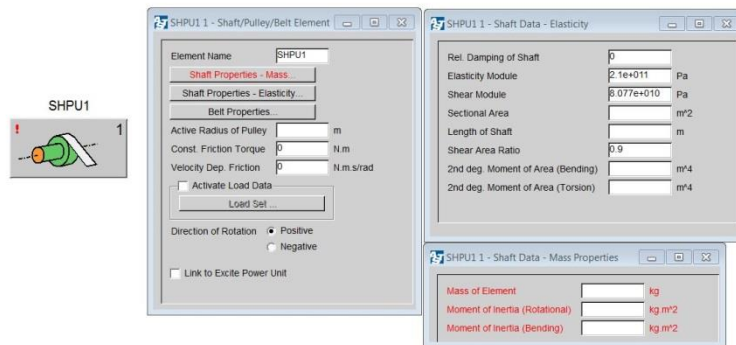 SHPU1
! 1
SHPU1 1 - Shaft/Pulley/Belt Element
Element Name SHPU1
Shaft Properties - Mass...
Shaft Properties - Elasticity...
Belt Properties...
Active Radius of Pulley m
Const. Friction Torque 0 N.m
Velocity Dep. Friction 0 N.m.s/rad
Activate Load Data
Load Set ...
Direction of Rotation Positive
Negative
Link to Excite Power Unit
SHPU1 1 - Shaft Data - Elasticity
Rel. Damping of Shaft 0
Elasticity Module 2.1e+011 Pa
Shear Module 8.077e+010 Pa
Sectional Area m^2
Length of Shaft m
Shear Area Ratio 0.9
2nd deg. Moment of Area (Bending) m^4
2nd deg. Moment of Area (Torsion) m^4
SHPU1 1 - Shaft Data - Mass Properties
Mass of Element kg
Moment of Inertia (Rotational) kg.m^2
Moment of Inertia (Bending) kg.m^2